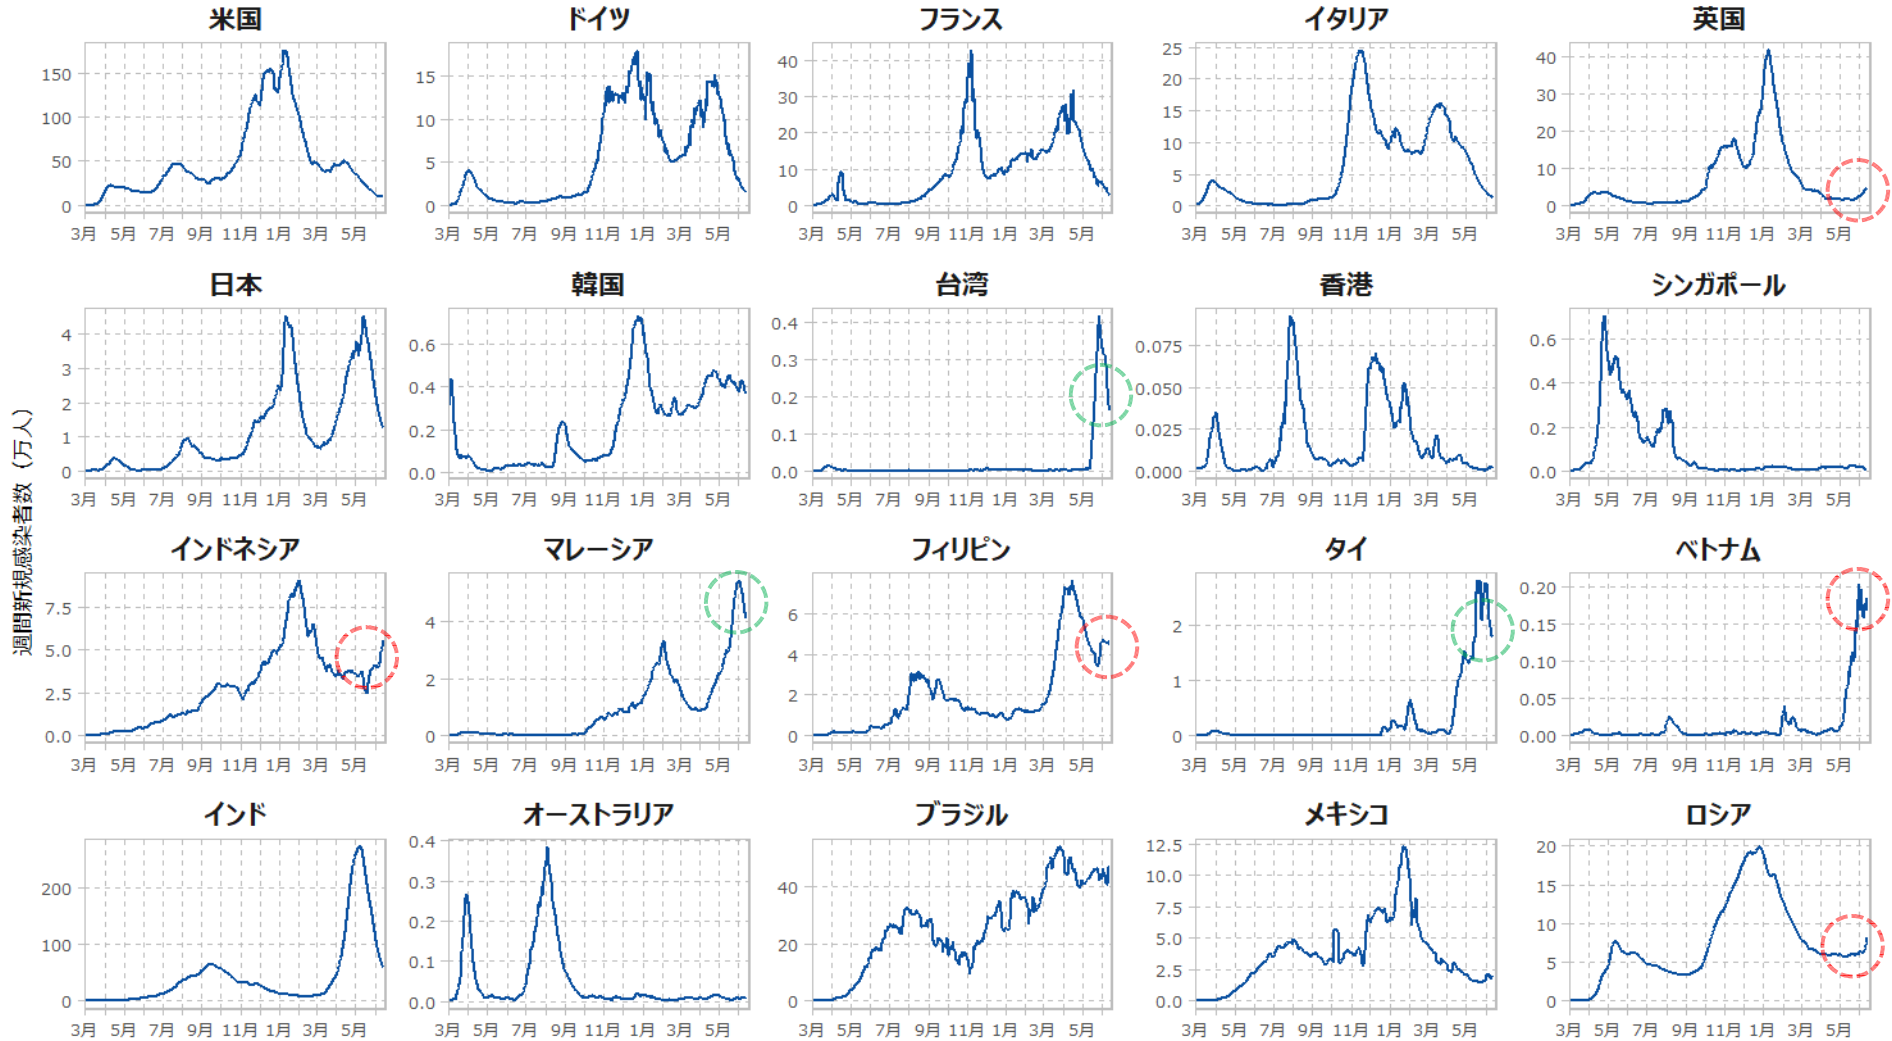 米国 ドイツ フランス イタリア 英国
150 15 40 25 40
100 10 30 20 30
50 5 20 15 20
0 0 10 10 10
0 5 0
0
3月 5月 7月 9月 11月 1月 3月 5月 3月 5月 7月 9月 11月 1月 3月 5月 3月 5月 7月 9月 11月 1月 3月 5月 3月 5月 7月 9月 11月 1月 3月 5月 3月 5月 7月 9月 11月 1月 3月 5月
日本 韓国 台湾 香港 シンガポール
4 0.6 0.4 0.075 0.6
3 0.4 0.3 0.050 0.4
2 0.2 0.2 0.025 0.2
1 0.0 0.1 0.000 0.0
0 0.0
3月 5月 7月 9月 11月 1月 3月 5月 3月 5月 7月 9月 11月 1月 3月 5月 3月 5月 7月 9月 11月 1月 3月 5月 3月 5月 7月 9月 11月 1月 3月 5月 3月 5月 7月 9月 11月 1月 3月 5月
週間新規感染者数（万人）
インドネシア マレーシア フィリピン タイ ベトナム
7.5 4 6 2 0.20
5.0 2 4 1 0.15
2.5 0 2 0 0.10
0.0 0 0.05
0.00
3月 5月 7月 9月 11月 1月 3月 5月 3月 5月 7月 9月 11月 1月 3月 5月 3月 5月 7月 9月 11月 1月 3月 5月 3月 5月 7月 9月 11月 1月 3月 5月 3月 5月 7月 9月 11月 1月 3月 5月
インド オーストラリア ブラジル メキシコ ロシア
200 0.4 40 12.5 20
100 0.3 20 10.0 15
0 0.2 0 7.5 10
0.1 5.0 5
0.0 2.5 0
0.0
3月 5月 7月 9月 11月 1月 3月 5月 3月 5月 7月 9月 11月 1月 3月 5月 3月 5月 7月 9月 11月 1月 3月 5月 3月 5月 7月 9月 11月 1月 3月 5月 3月 5月 7月 9月 11月 1月 3月 5月